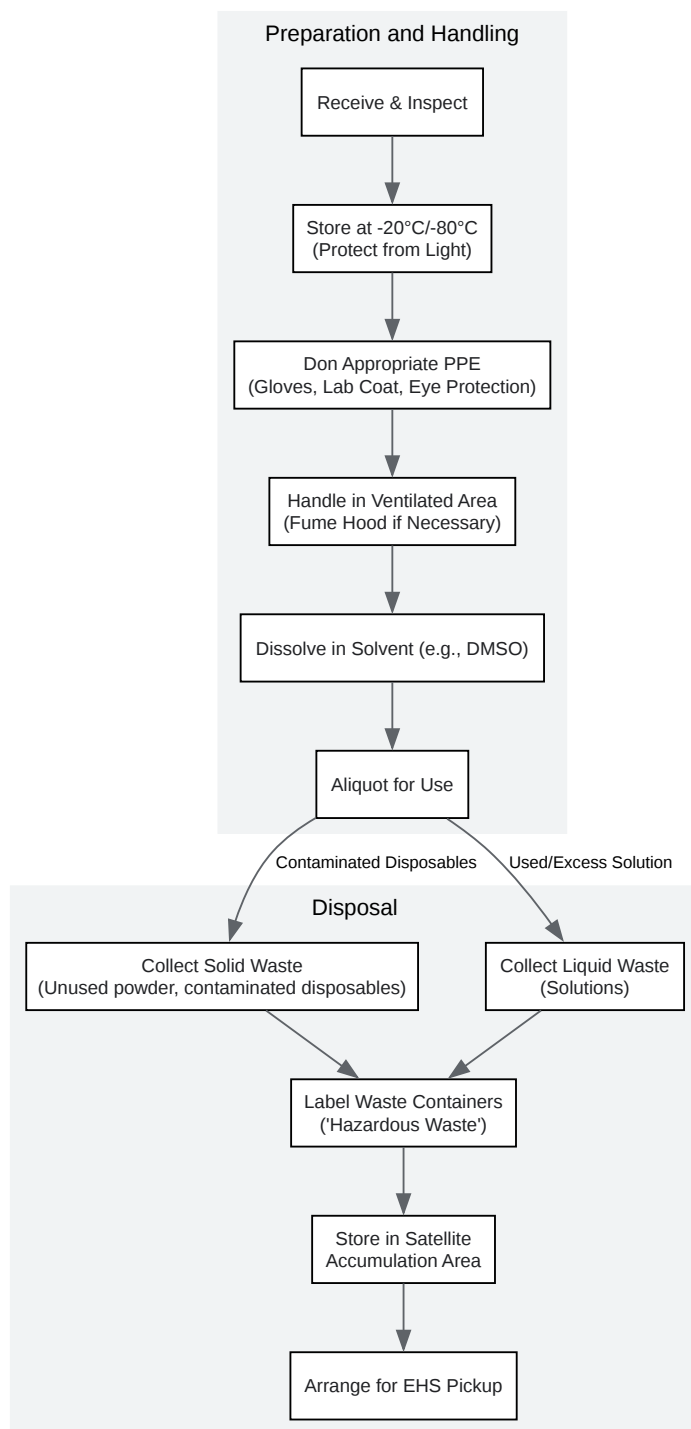 Preparation and Handling
Receive & Inspect
Store at -20°C/-80°C
(Protect from Light)
Don Appropriate PPE
(Gloves, Lab Coat, Eye Protection)
Handle in Ventilated Area
(Fume Hood if Necessary)
Dissolve in Solvent (e.g., DMSO)
Aliquot for Use
Contaminated Disposables
Used/Excess Solution
Disposal
Collect Solid Waste
(Unused powder, contaminated disposables)
Collect Liquid Waste
(Solutions)
Label Waste Containers
('Hazardous Waste')
Store in Satellite
Accumulation Area
Arrange for EHS Pickup